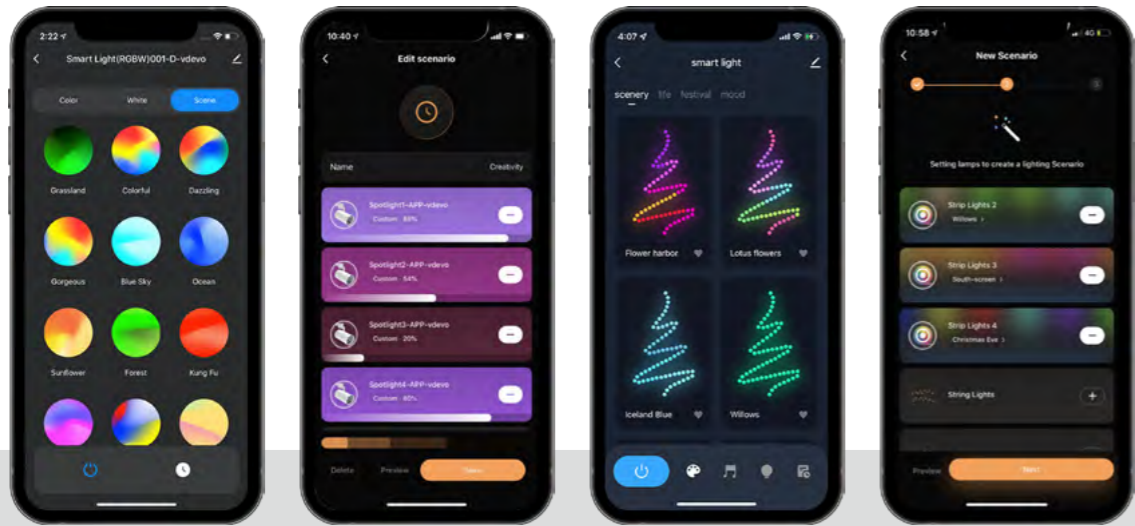 2:22
Smart Light(RGBW)001-D-vdevo
Color White Scene
Grassland Colorful Dazzling
Gorgeous Blue Sky Ocean
Sunflower Forest Kung Fu
10:40
Edit scenario
Name Creativity
Spotlight1-APP-vdevo
Custom
Spotlight2-APP-vdevo
Custom 54%
Spotlight3-APP-vdevo
Custom 20%
Spotlight4-APP-vdevo
Custom
Delete Preview
4:07
smart light
scenery life festival mood
Flower harbor Lotus flowers
Iceland Blue Willows
10:58
4G
New Scenario
Setting lamps to create a lighting Scenario
Strip Lights 2
Willows >
Strip Lights 3
South-screen >
Strip Lights 4
Christmas Eve >
String Lights
Preview Next